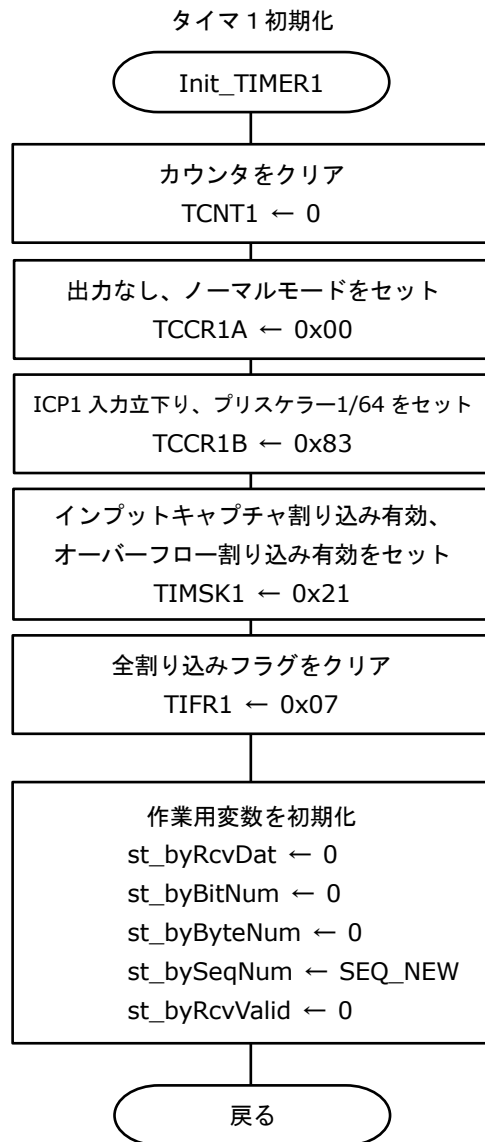 タイマ１初期化
Init_TIMER1
カウンタをクリア
TCNT1 ← 0
出力なし、ノーマルモードをセット
TCCR1A ← 0x00
ICP1 入力立下り、プリスケラー1/64 をセット
TCCR1B ← 0x83
インプットキャプチャ割り込み有効、
オーバーフロー割り込み有効をセット
TIMSK1 ← 0x21
全割り込みフラグをクリア
TIFR1 ← 0x07
作業用変数を初期化
st_byRcvDat ← 0
st_byBitNum ← 0
st_byByteNum ← 0
st_bySeqNum ← SEQ_NEW
st_byRcvValid ← 0
戻る